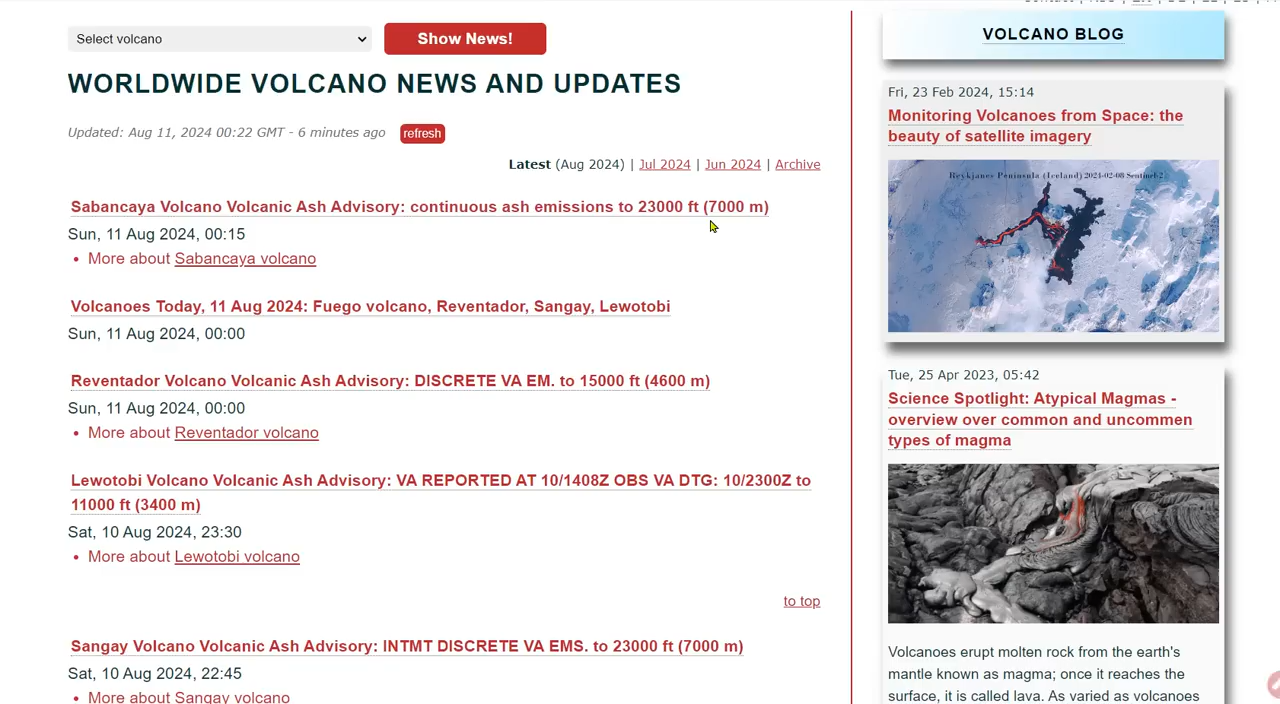 Select volcano
Show News!
WORLDWIDE VOLCANO NEWS AND UPDATES
Updated: Aug 11, 2024 00:22 GMT - 6 minutes ago
refresh
Latest (Aug 2024) | Jul 2024 | Jun 2024 | Archive
Sabancaya Volcano Volcanic Ash Advisory: continuous ash emissions to 23000 ft (7000 m)
Sun, 11 Aug 2024, 00:15
• More about Sabancaya volcano
Volcanoes Today, 11 Aug 2024: Fuego volcano, Reventador, Sangay, Lewotobi
Sun, 11 Aug 2024, 00:00
Reventador Volcano Volcanic Ash Advisory: DISCRETE VA EM. to 15000 ft (4600 m)
Sun, 11 Aug 2024, 00:00
• More about Reventador volcano
Lewotobi Volcano Volcanic Ash Advisory: VA REPORTED AT 10/1408Z OBS VA DTG: 10/2300Z to
11000 ft (3400 m)
Sat, 10 Aug 2024, 23:30
• More about Lewotobi volcano
to top
Sangay Volcano Volcanic Ash Advisory: INTMT DISCRETE VA EMS. to 23000 ft (7000 m)
Sat, 10 Aug 2024, 22:45
• More about Sangay volcano
VOLCANO BLOG
Fri, 23 Feb 2024, 15:14
Monitoring Volcanoes from Space: the
beauty of satellite imagery
Reykjanes Peninsula (Iceland) 2024-02-08 Sentinel 2
Tue, 25 Apr 2023, 05:42
Science Spotlight: Atypical Magmas -
overview over common and uncommen
types of magma
Volcanoes erupt molten rock from the earth's
mantle known as magma; once it reaches the
surface, it is called lava. As varied as volcanoes